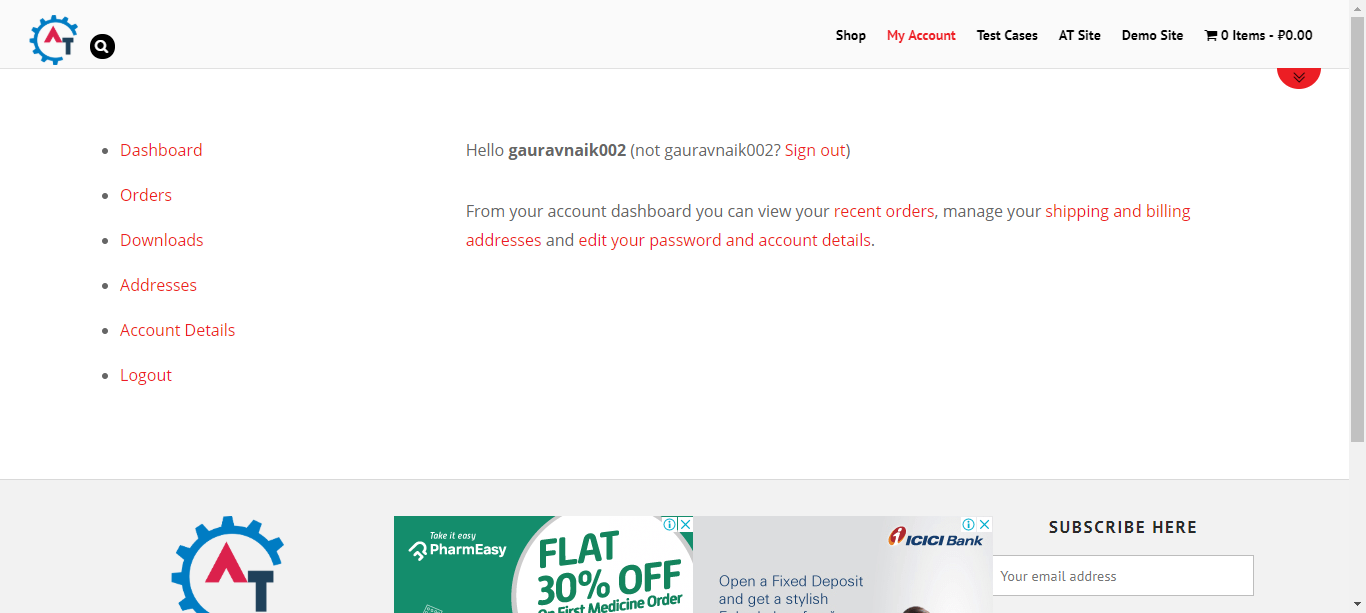 AT
Shop My Account Test Cases AT Site Demo Site 0 Items - ₽0.00
Dashboard
Orders
Downloads
Addresses
Account Details
Logout
Hello gauravnaik002 (not gauravnaik002? Sign out)
From your account dashboard you can view your recent orders, manage your shipping and billing
addresses and edit your password and account details.
AT
Take it easy
PharmEasy
FLAT
30% OFF
On First Medicine Order
ICICI Bank
Open a Fixed Deposit
and get a stylish
SUBSCRIBE HERE
Your email address